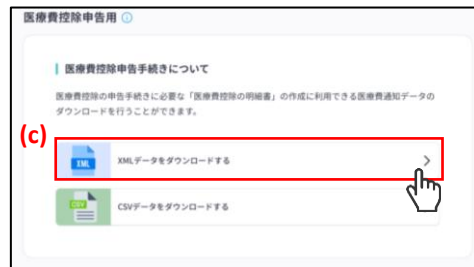 医療費控除申告用
医療費控除申告手続きについて
医療費控除の申告手続きに必要な「医療費控除の明細書」の作成に利用できる医療費通知データの
ダウンロードを行うことができます。
(c)
XML
XMLデータをダウンロードする
CSV
CSVデータをダウンロードする